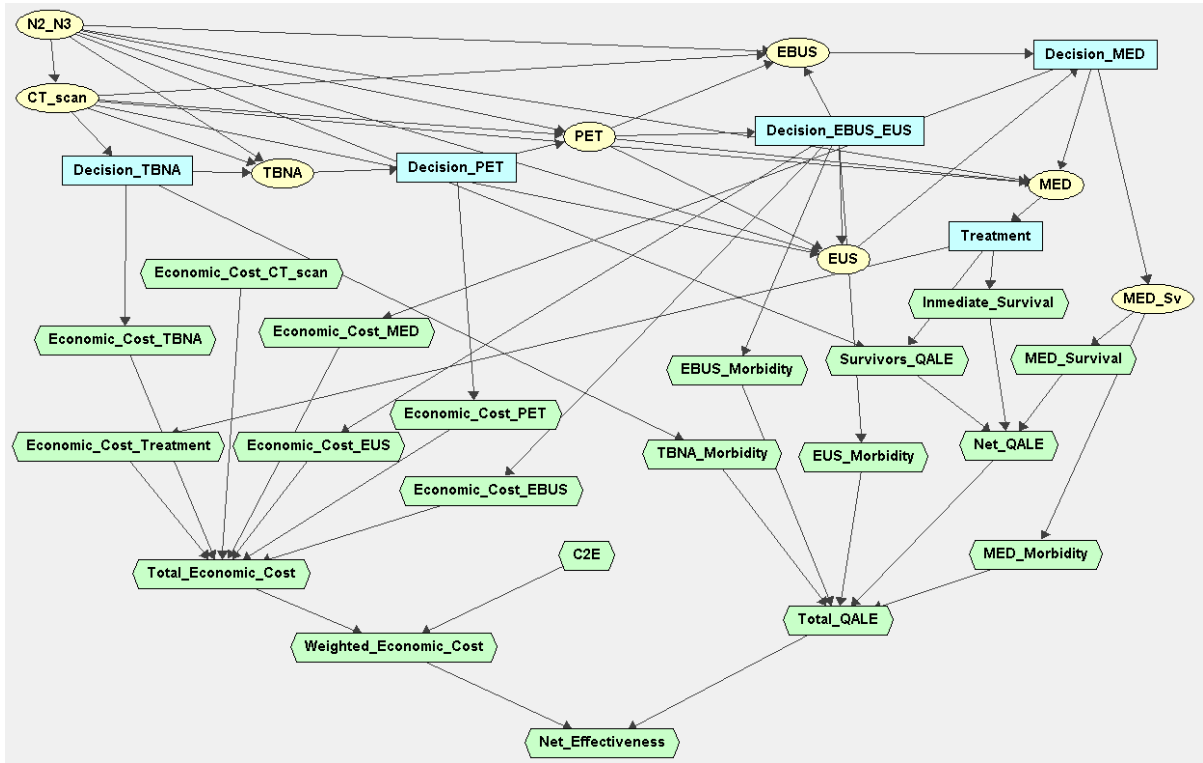 N2_N3
EBUS
Decision_MED
CT_scan
PET
Decision_EBUS_EUS
Decision_TBNA
TBNA
Decision_PET
MED
Treatment
EUS
Economic_Cost_CT_scan
Inmediate_Survival
MED_Sv
Economic_Cost_TBNA
Economic_Cost_MED
EBUS_Morbidity
Survivors_QALE
MED_Survival
Economic_Cost_PET
Economic_Cost_Treatment
Economic_Cost_EUS
TBNA_Morbidity
EUS_Morbidity
Net_QALE
Economic_Cost_EBUS
C2E
MED_Morbidity
Total_Economic_Cost
Total_QALE
Weighted_Economic_Cost
Net_Effectiveness